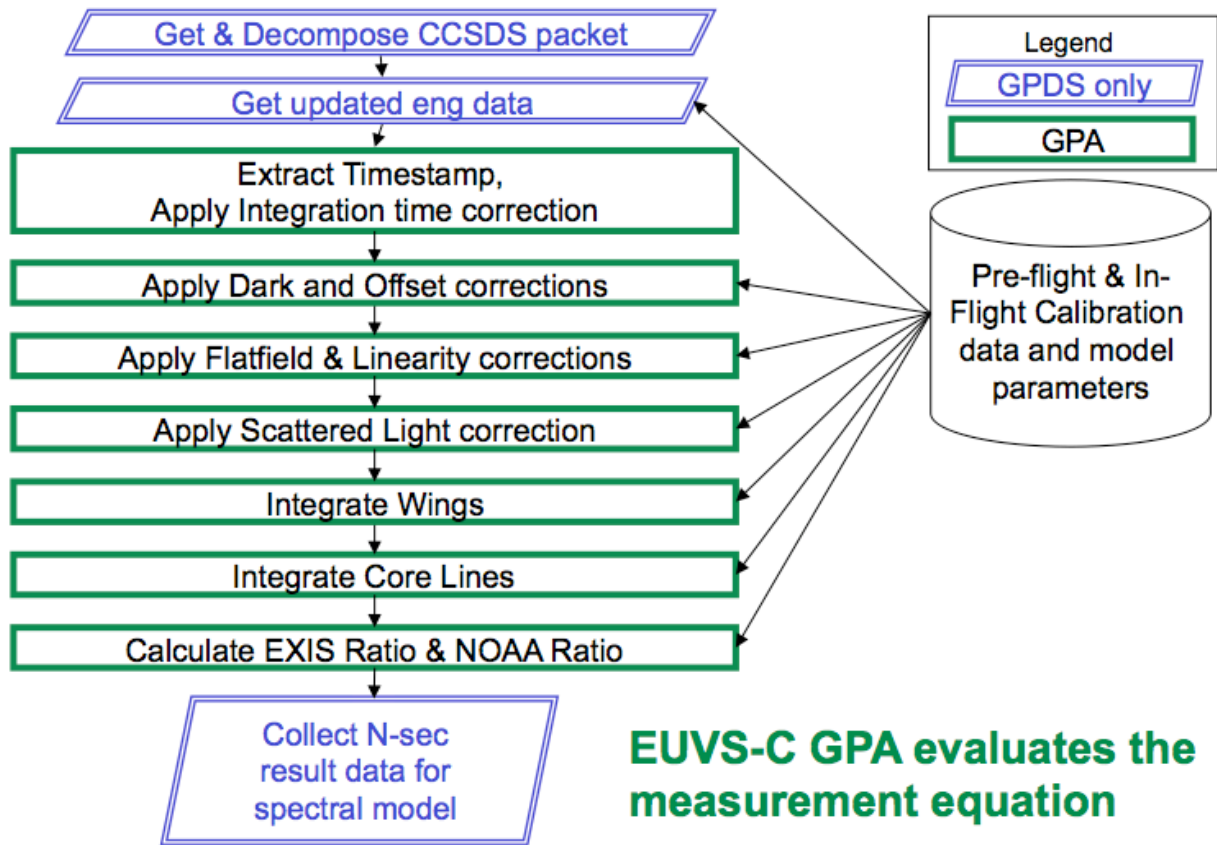 Get & Decompose CCSDS packet
Get updated eng data
Extract Timestamp,
Apply Integration time correction
Apply Dark and Offset corrections
Apply Flatfield & Linearity corrections
Apply Scattered Light correction
Integrate Wings
Integrate Core Lines
Calculate EXIS Ratio & NOAA Ratio
Collect N-sec
result data for
spectral model
Legend
GPDS only
GPA
Pre-flight & In-
Flight Calibration
data and model
parameters
EUVS-C GPA evaluates the
measurement equation